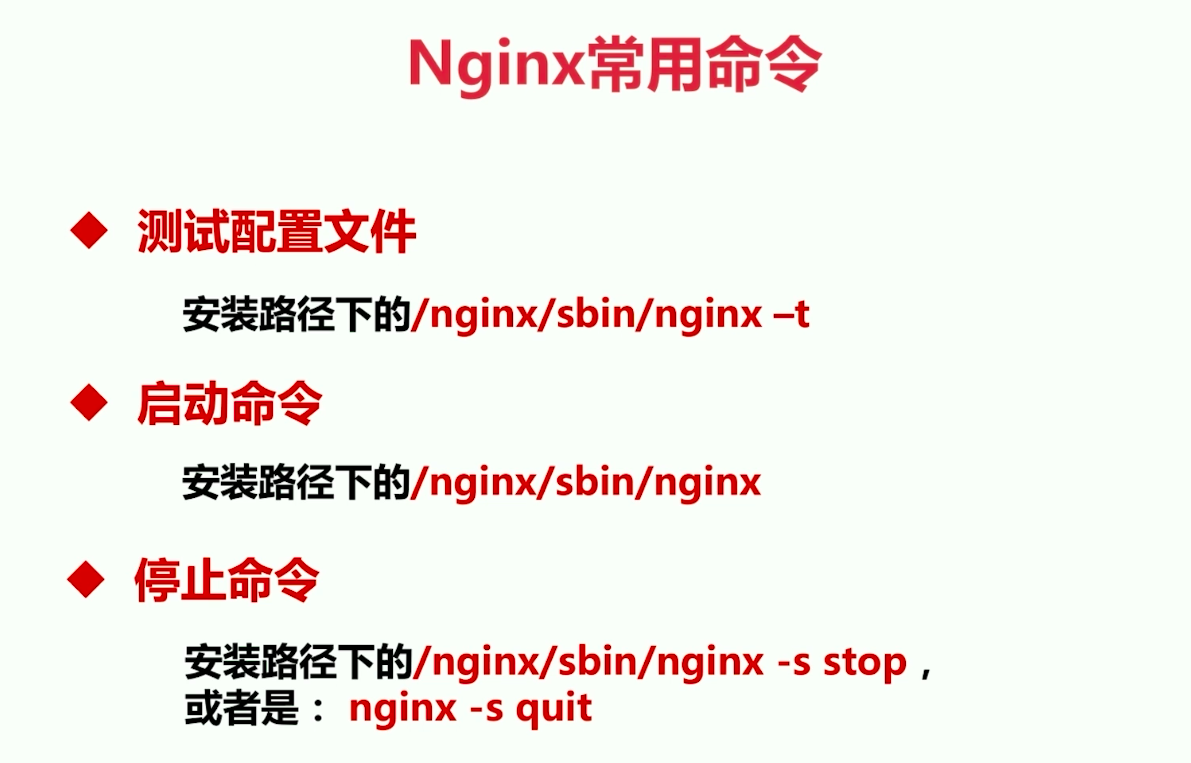 Nginx常用命令
测试配置文件
安装路径下的/nginx/sbin/nginx –t
启动命令
安装路径下的/nginx/sbin/nginx
停止命令
安装路径下的/nginx/sbin/nginx -s stop，
或者是： nginx -s quit